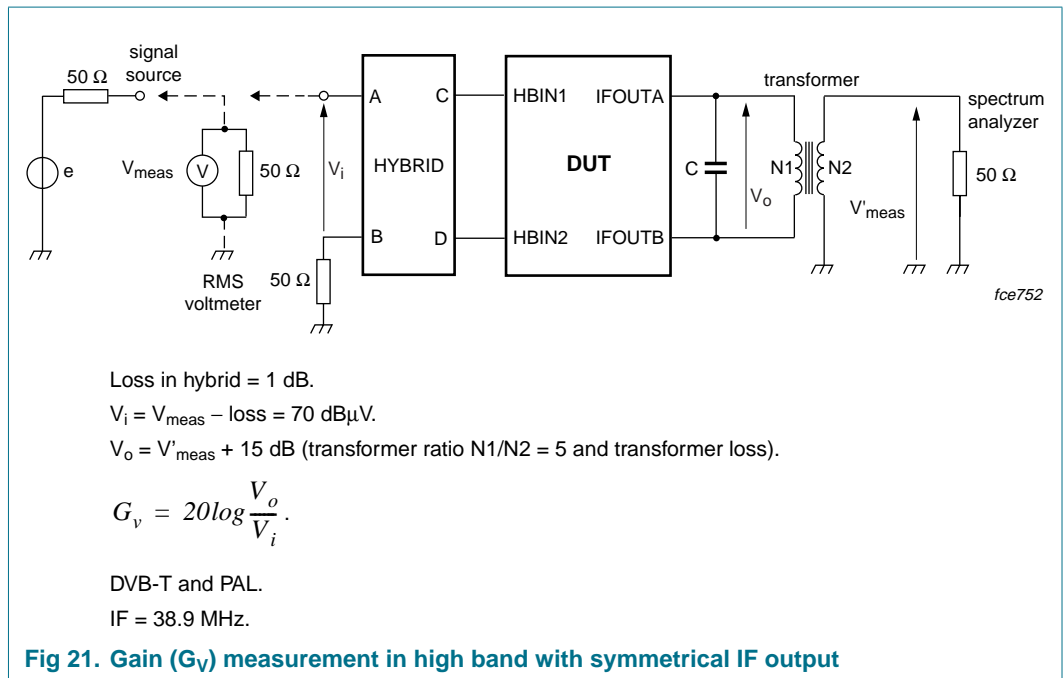 signal
source
50 Ω
e
Vmeas
V
50 Ω
RMS
voltmeter
Vi
50 Ω
A
B
C
D
HYBRID
HBIN1
HBIN2
DUT
IFOUTA
IFOUTB
C
Vo
transformer
N1
N2
V'meas
spectrum
analyzer
50 Ω
fce752
Loss in hybrid = 1 dB.
Vi = Vmeas − loss = 70 dBμV.
Vo = V'meas + 15 dB (transformer ratio N1/N2 = 5 and transformer loss).
Gv = 20log Vo/Vi.
DVB-T and PAL.
IF = 38.9 MHz.
Fig 21. Gain (GV) measurement in high band with symmetrical IF output